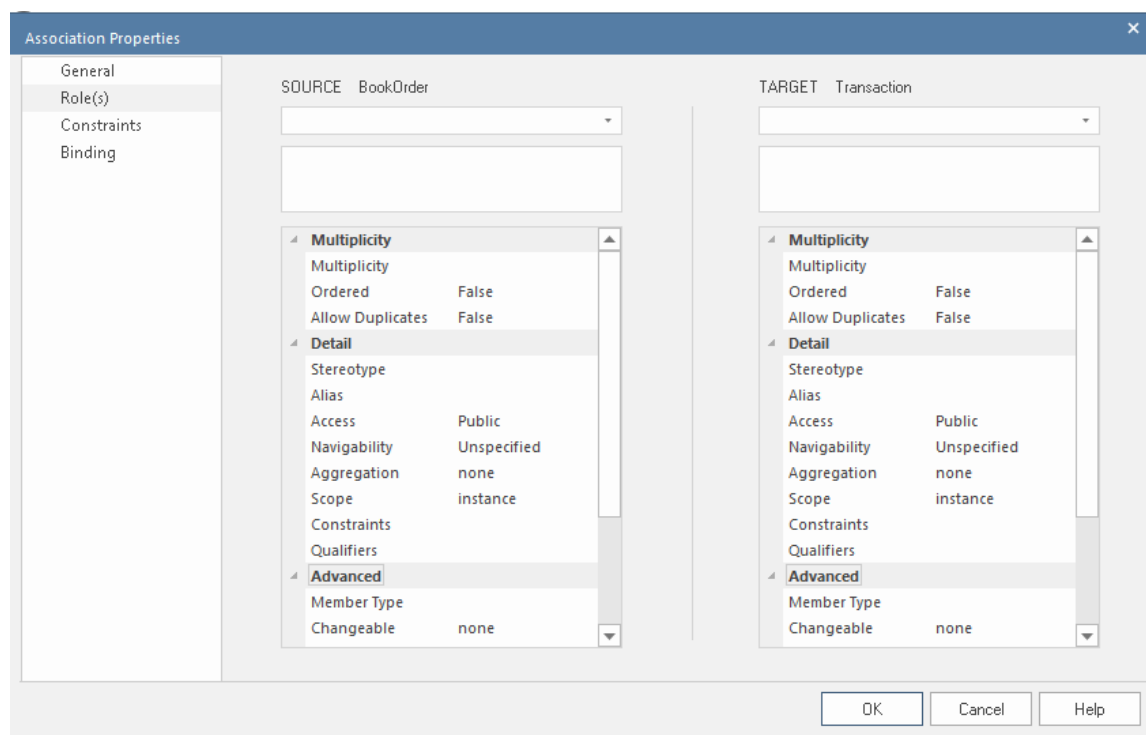 Association Properties
General
Role(s)
Constraints
Binding
SOURCE BookOrder
Multiplicity
Multiplicity
Ordered False
Allow Duplicates False
Detail
Stereotype
Alias
Access Public
Navigability Unspecified
Aggregation none
Scope instance
Constraints
Qualifiers
Advanced
Member Type
Changeable none
TARGET Transaction
Multiplicity
Multiplicity
Ordered False
Allow Duplicates False
Detail
Stereotype
Alias
Access Public
Navigability Unspecified
Aggregation none
Scope instance
Constraints
Qualifiers
Advanced
Member Type
Changeable none
OK Cancel Help